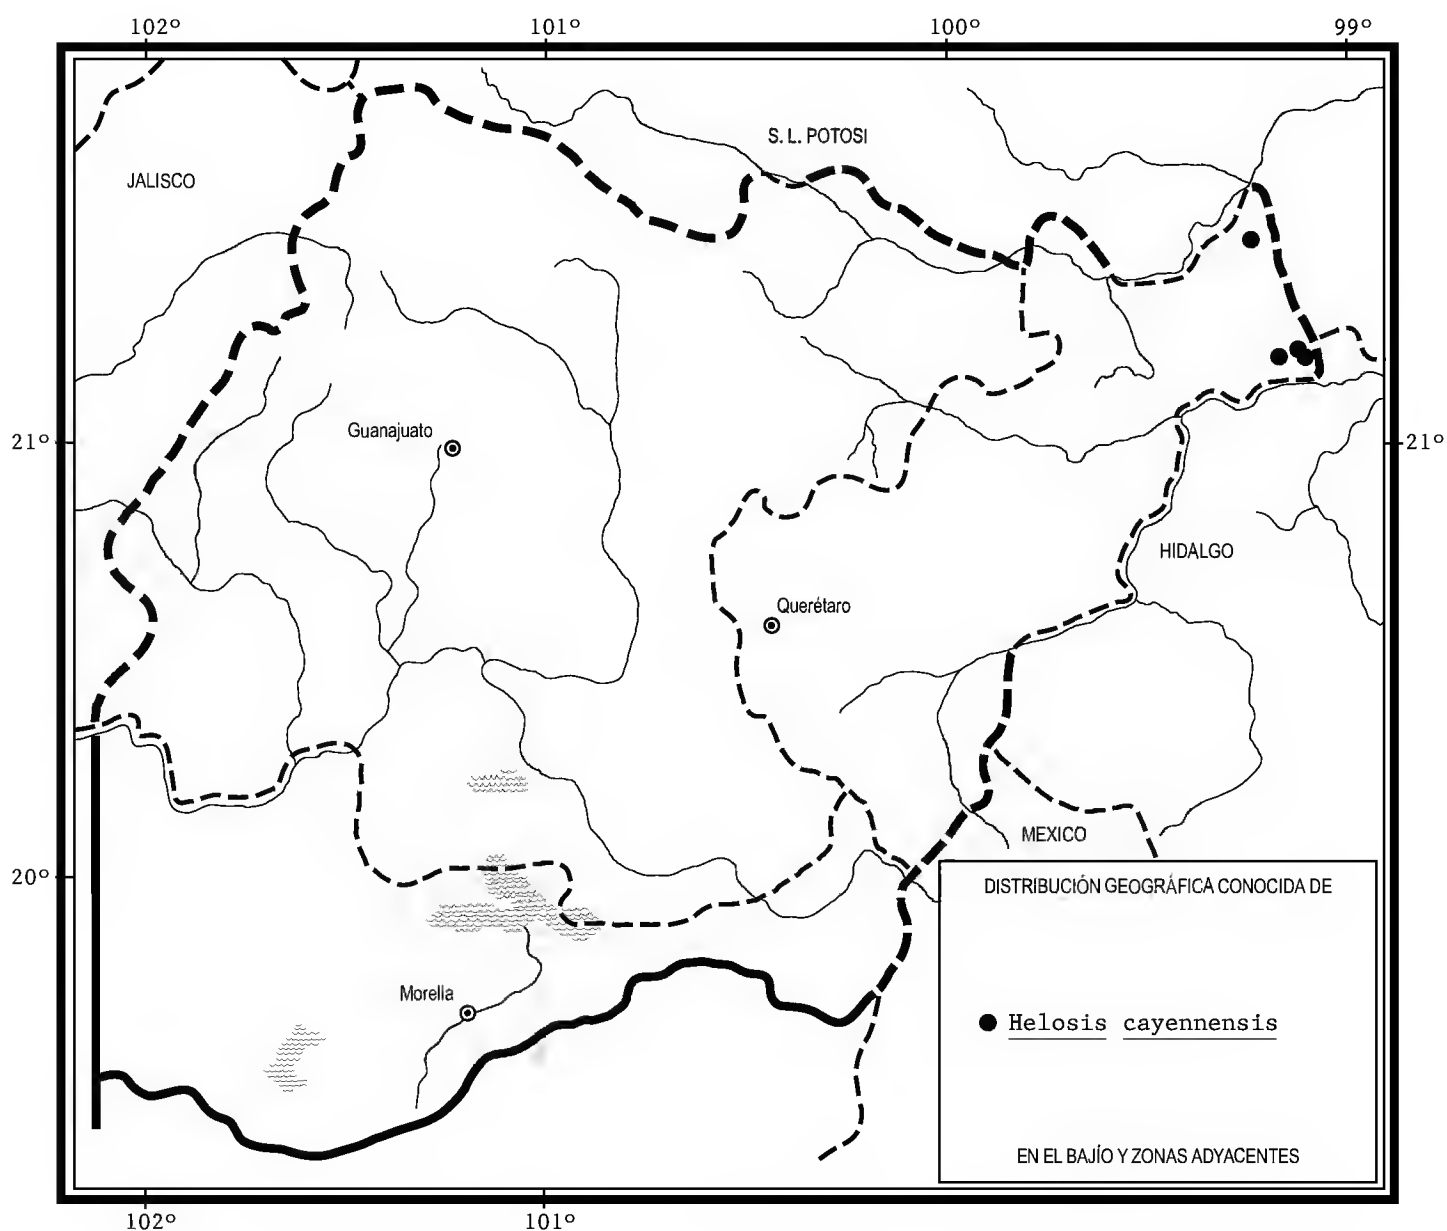 102º 101º 100º 99º
S. L. POTOSI
JALISCO
Guanajuato
21º 21º
HIDALGO
Querétaro
MEXICO
20º
DISTRIBUCIÓN GEOGRÁFICA CONOCIDA DE
Morella
Helosis cayennensis
EN EL BAJÍO Y ZONAS ADYACENTES
102º 101º